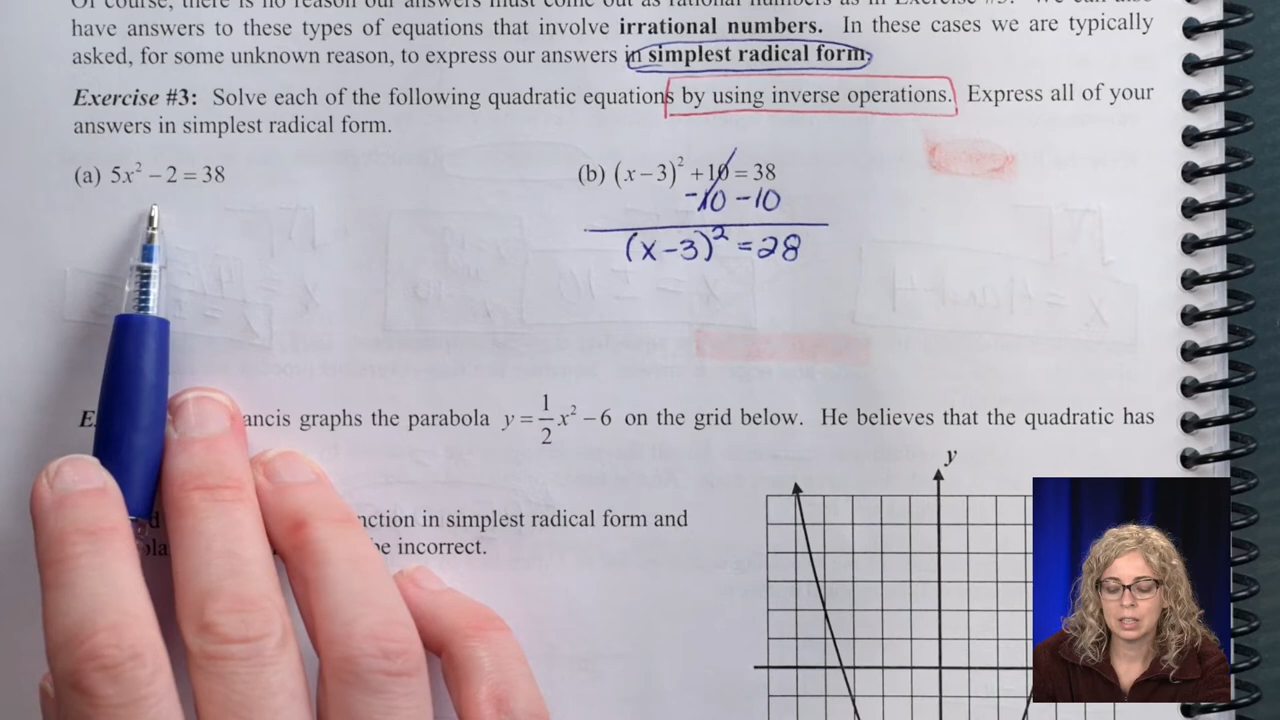 have answers to these types of equations that involve irrational numbers. In these cases we are typically
asked, for some unknown reason, to express our answers in simplest radical form.
Exercise #3: Solve each of the following quadratic equations by using inverse operations. Express all of your
answers in simplest radical form.
(a) 5x² − 2 = 38
(b) (x − 3)² + 10 = 38
-10 -10
(x-3)² = 28
ancis graphs the parabola y = 1/2 x² − 6 on the grid below. He believes that the quadratic has
y
nction in simplest radical form and
be incorrect.